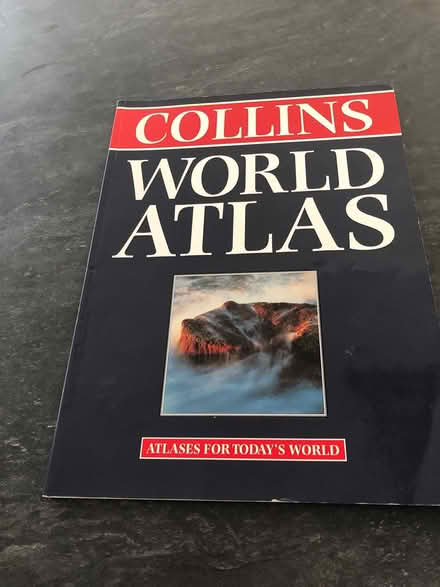 COLLINS
WORLD
ATLAS
ATLASES FOR TODAY'S WORLD